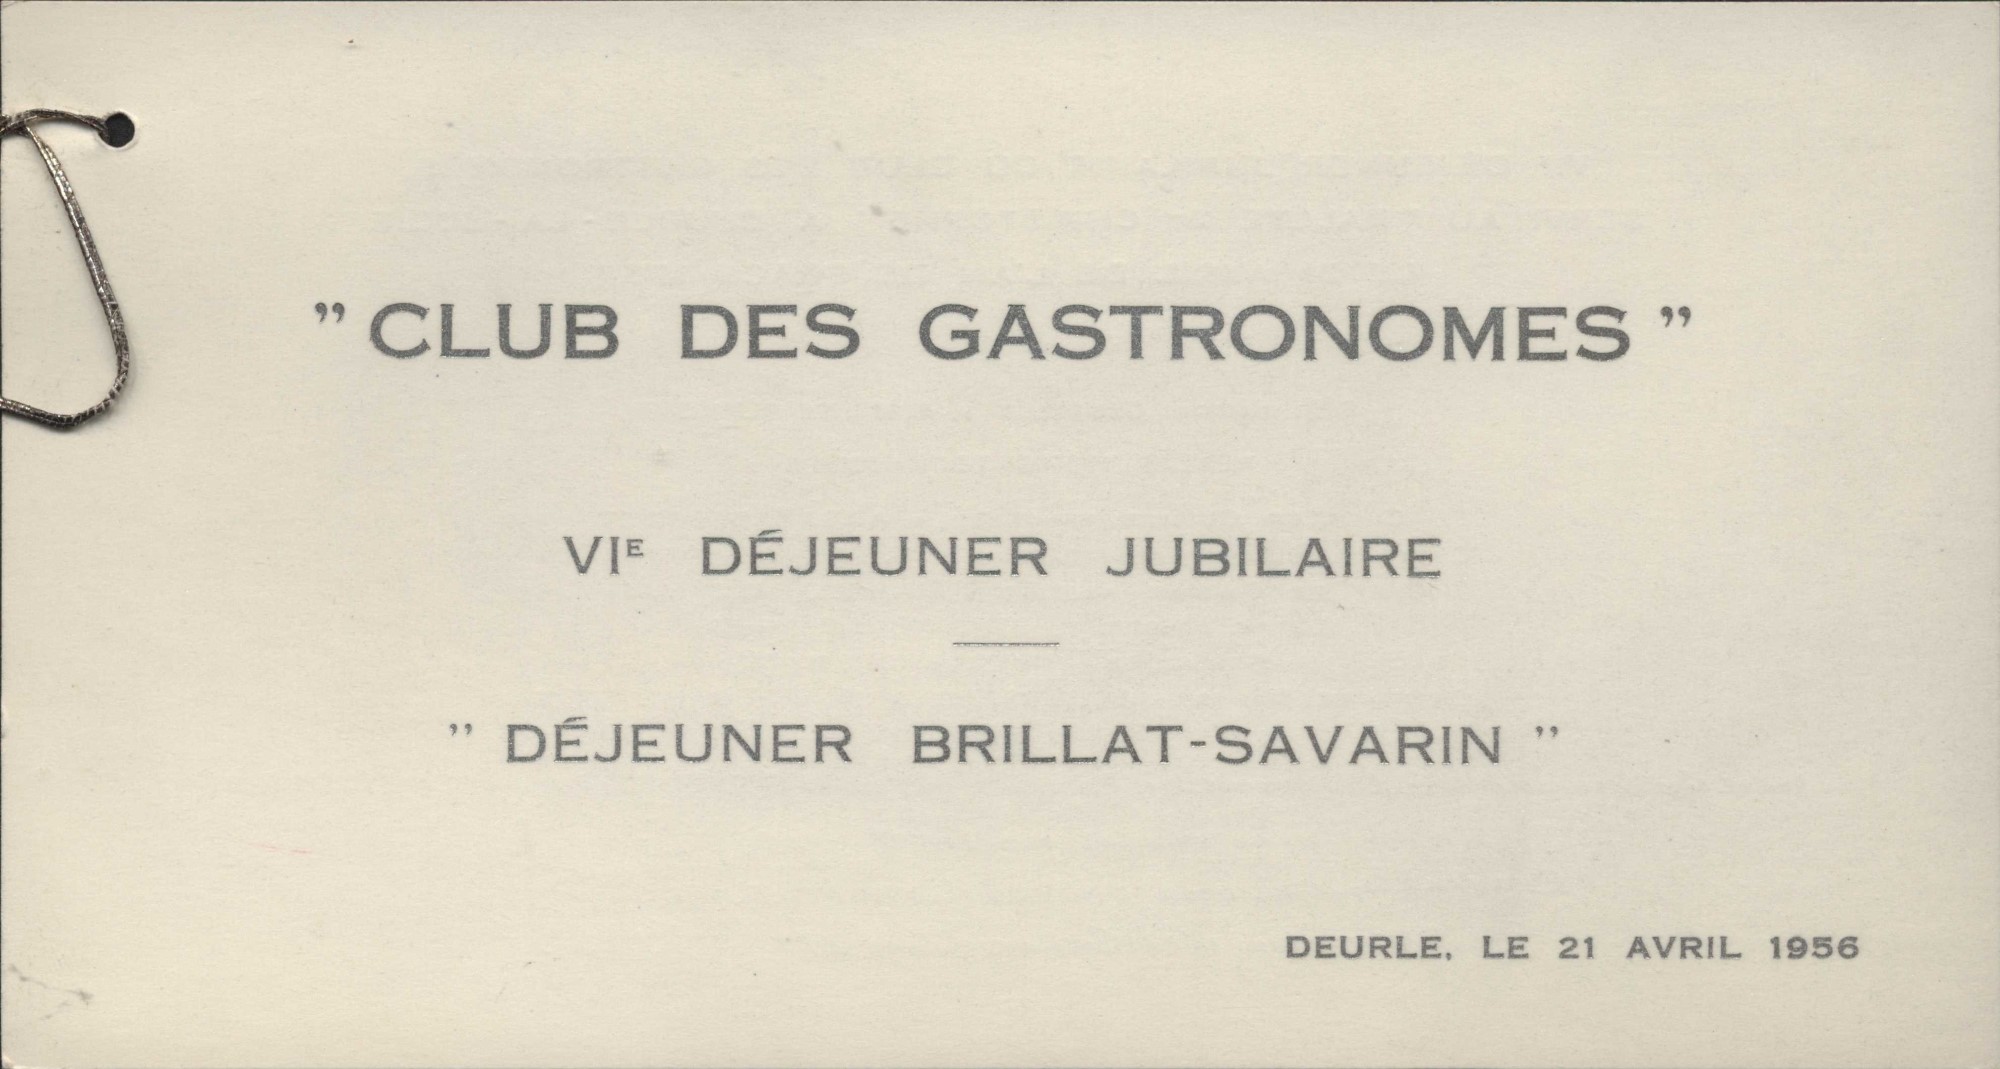 ” CLUB DES GASTRONOMES ”
VIE DÉJEUNER JUBILAIRE
” DÉJEUNER BRILLAT-SAVARIN ”
DEURLE, LE 21 AVRIL 1956